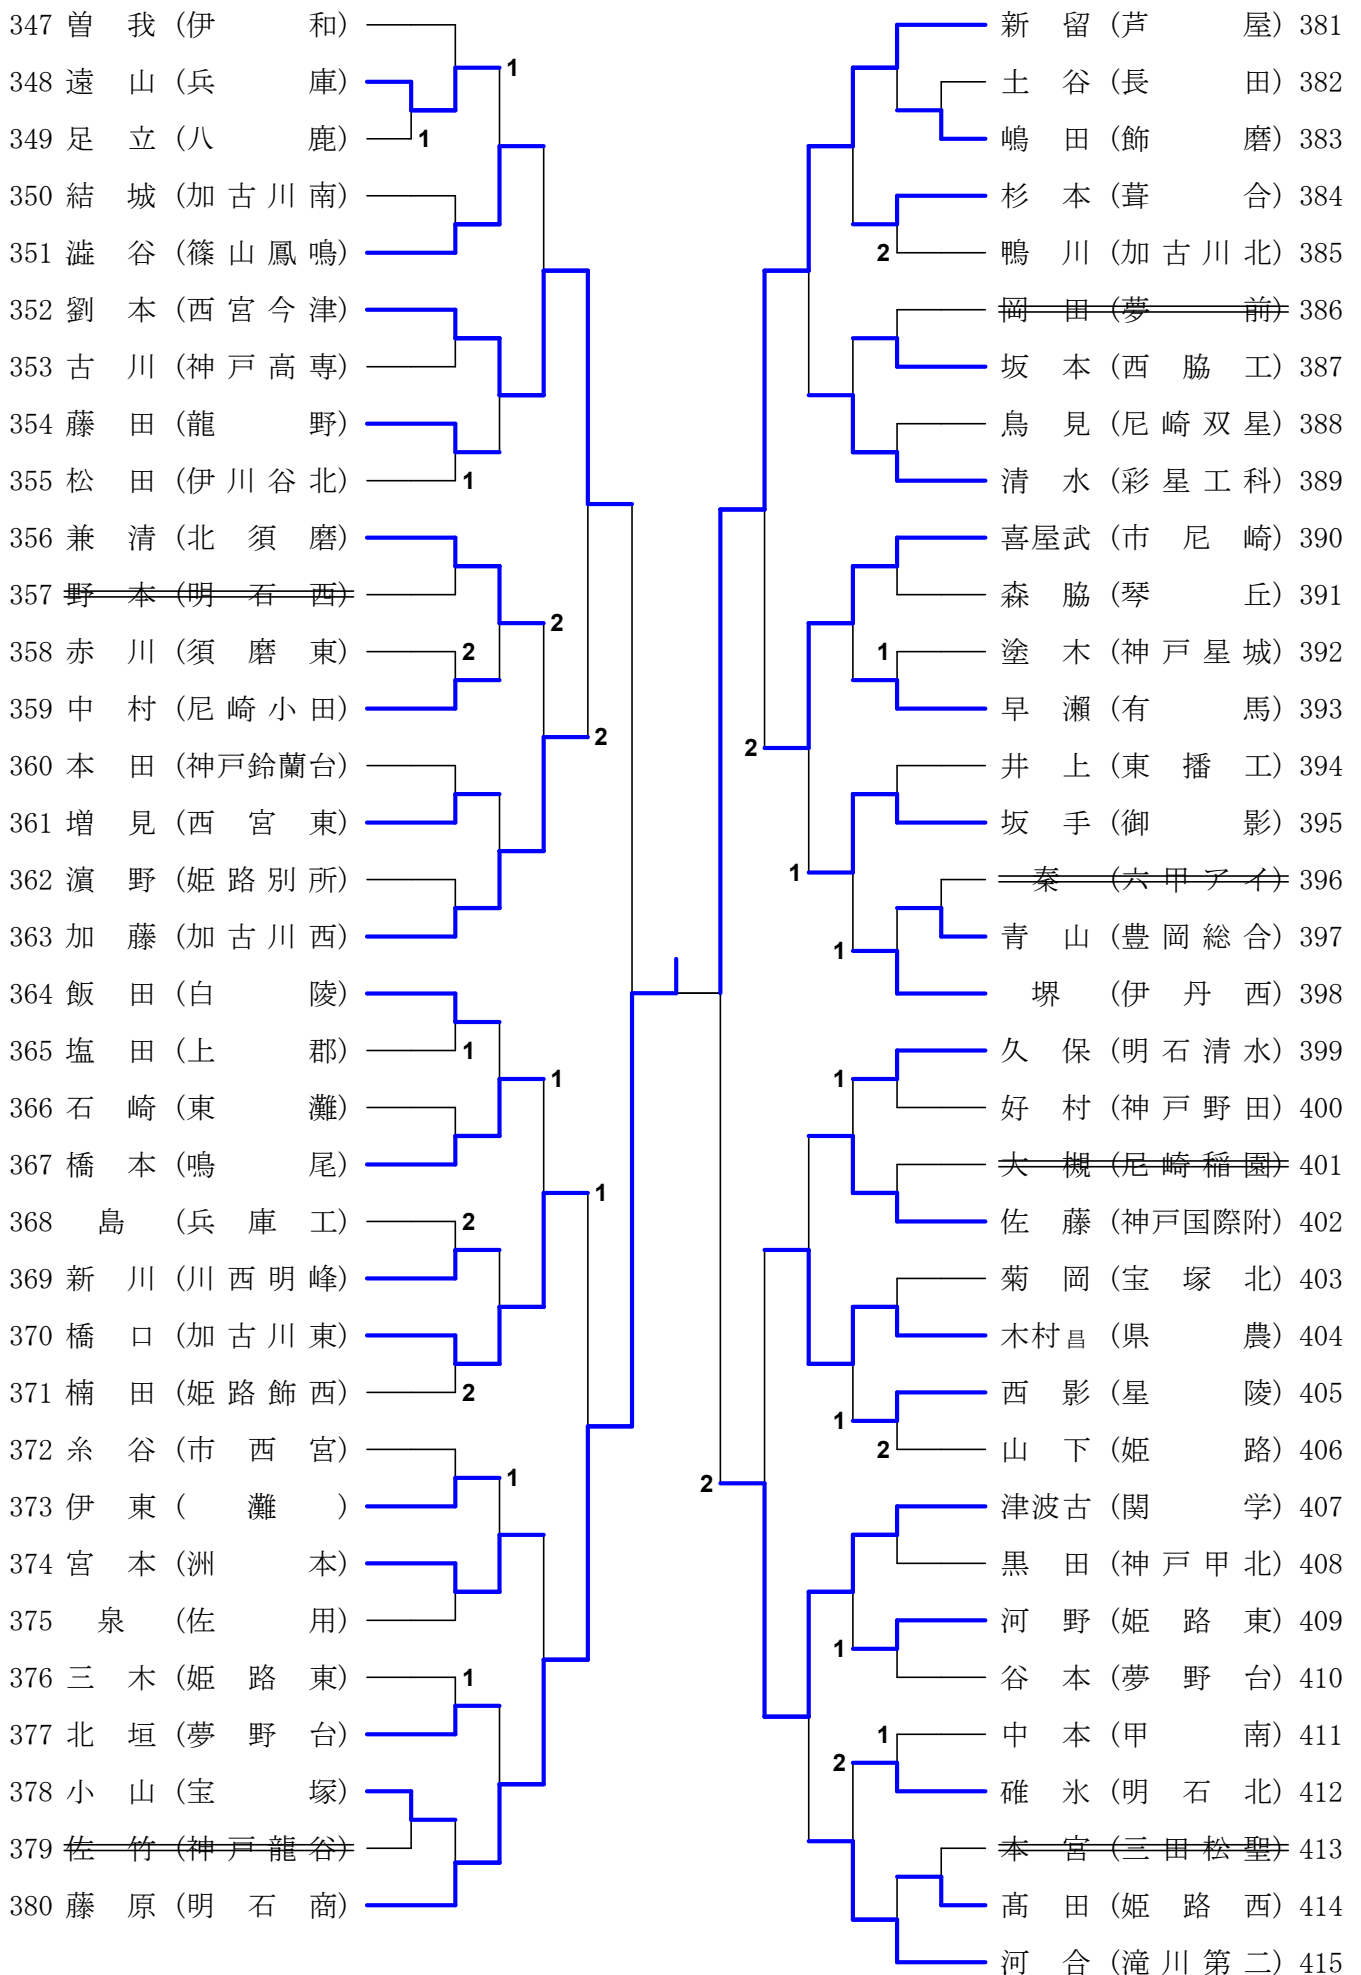 347 曽 我 (伊 和)
1
348 遠 山 (兵 庫)
349 足 立 (八 鹿)
1
350 結 城 (加 古 川 南)
351 澁 谷 (篠 山 鳳 鳴)
352 劉 本 (西 宮 今 津)
353 古 川 (神 戸 高 専)
354 藤 田 (龍 野)
355 松 田 (伊 川 谷 北)
1
356 兼 清 (北 須 磨)
357 野 本 (明 石 西)
2
358 赤 川 (須 磨 東)
2
359 中 村 (尼 崎 小 田)
2
360 本 田 (神戸鈴蘭台)
361 増 見 (西 宮 東)
362 濵 野 (姫 路 別 所)
363 加 藤 (加 古 川 西)
364 飯 田 (白 陵)
365 塩 田 (上 郡)
1
1
366 石 崎 (東 灘)
367 橋 本 (鳴 尾)
1
368 島 (兵 庫 工)
2
369 新 川 (川 西 明 峰)
370 橋 口 (加 古 川 東)
371 楠 田 (姫 路 飾 西)
2
372 糸 谷 (市 西 宮)
1
373 伊 東 ( 灘 )
374 宮 本 (洲 本)
375 泉 (佐 用)
376 三 木 (姫 路 東)
1
377 北 垣 (夢 野 台)
378 小 山 (宝 塚)
379 佐 竹 (神 戸 龍 谷)
380 藤 原 (明 石 商)
新 留 (芦 屋) 381
土 谷 (長 田) 382
嶋 田 (飾 磨) 383
杉 本 (葺 合) 384
2
鴨 川 (加 古 川 北) 385
岡 田 (夢 前) 386
坂 本 (西 脇 工) 387
鳥 見 (尼 崎 双 星) 388
清 水 (彩 星 工 科) 389
喜屋武 (市 尼 崎) 390
森 脇 (琴 丘) 391
1
塗 木 (神 戸 星 城) 392
早 瀨 (有 馬) 393
2
井 上 (東 播 工) 394
坂 手 (御 影) 395
1
秦 (六 甲 ア イ) 396
青 山 (豊 岡 総 合) 397
1
堺 (伊 丹 西) 398
久 保 (明 石 清 水) 399
1
好 村 (神 戸 野 田) 400
大 槻 (尼 崎 稲 園) 401
佐 藤 (神戸国際附) 402
菊 岡 (宝 塚 北) 403
木村昌 (県 農) 404
西 影 (星 陵) 405
1
2
山 下 (姫 路) 406
2
津波古 (関 学) 407
黒 田 (神 戸 甲 北) 408
河 野 (姫 路 東) 409
1
谷 本 (夢 野 台) 410
1
中 本 (甲 南) 411
2
碓 氷 (明 石 北) 412
本 宮 (三 田 松 聖) 413
髙 田 (姫 路 西) 414
河 合 (滝 川 第 二) 415